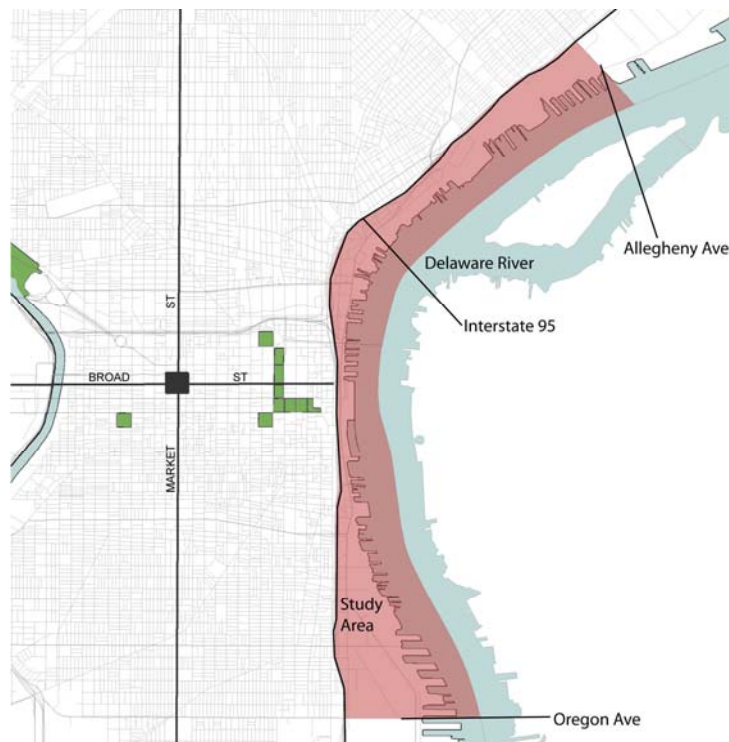 Allegheny Ave
Delaware River
Interstate 95
ST
BROAD ST
MARKET
Study
Area
Oregon Ave